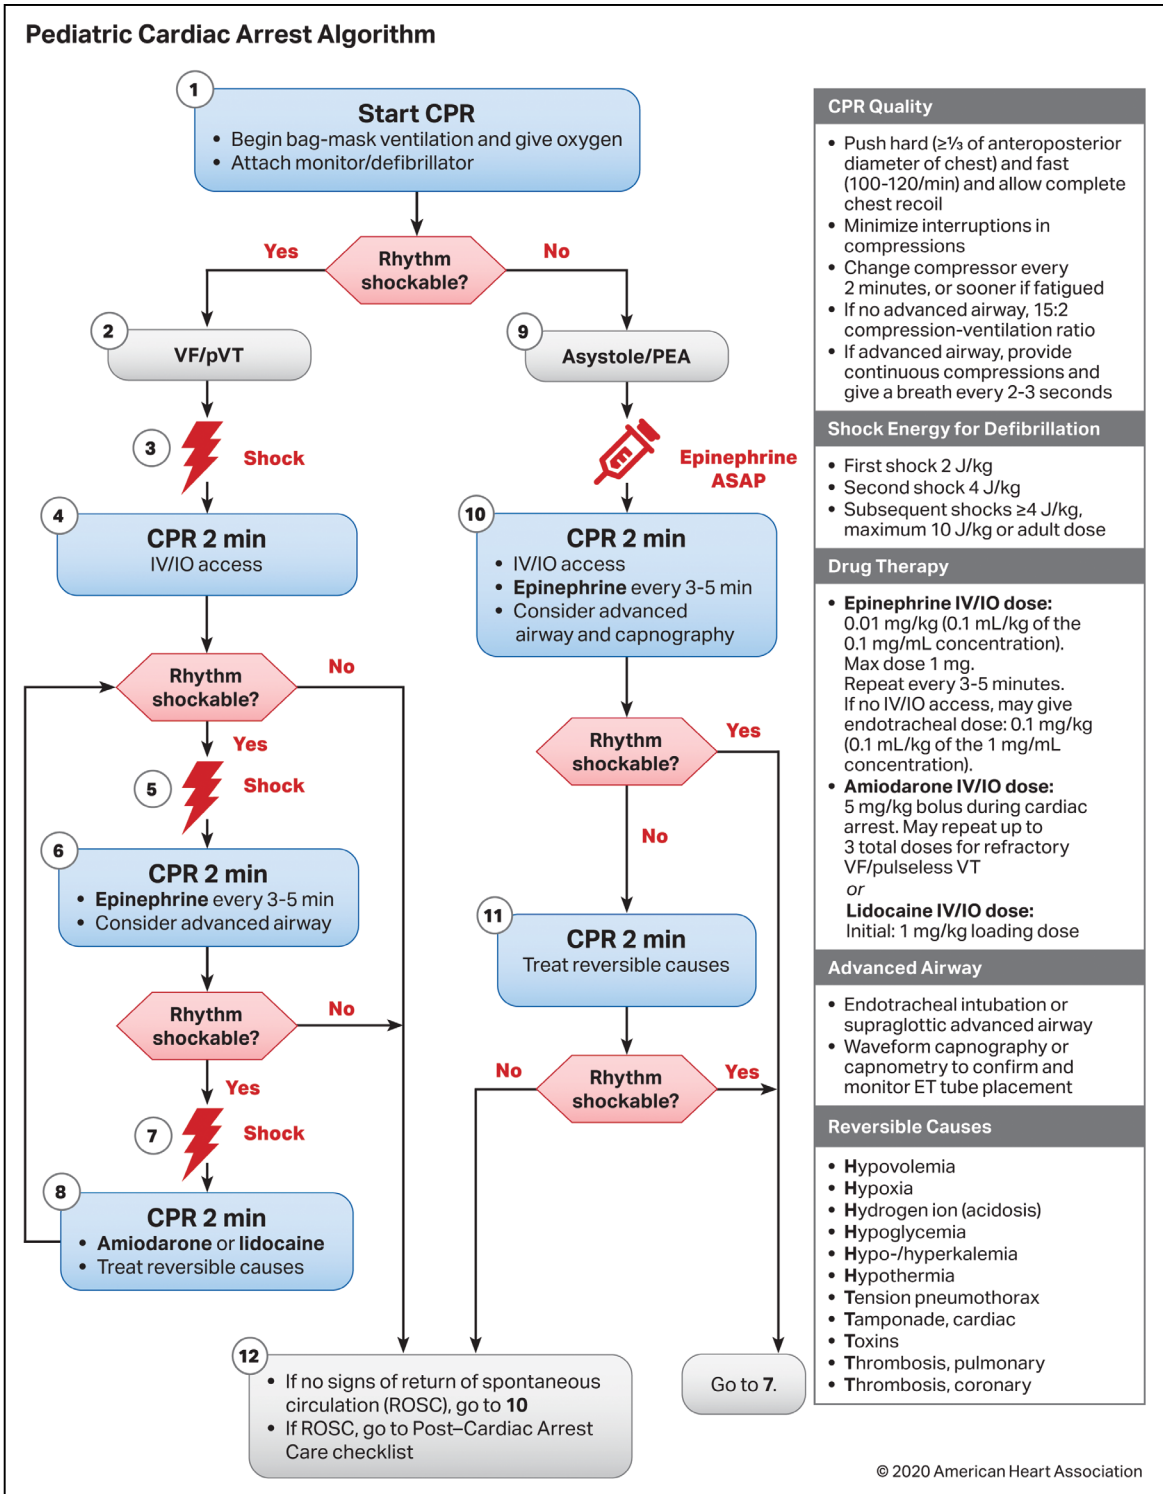 Pediatric Cardiac Arrest Algorithm
1
Start CPR
• Begin bag-mask ventilation and give oxygen
• Attach monitor/defibrillator
Yes
Rhythm
shockable?
No
2
VF/pVT
3
Shock
4
CPR 2 min
IV/IO access
Rhythm
shockable?
No
Yes
5
Shock
6
CPR 2 min
• Epinephrine every 3-5 min
• Consider advanced airway
Rhythm
shockable?
No
Yes
7
Shock
8
CPR 2 min
• Amiodarone or lidocaine
• Treat reversible causes
9
Asystole/PEA
Epinephrine
ASAP
10
CPR 2 min
• IV/IO access
• Epinephrine every 3-5 min
• Consider advanced
airway and capnography
Rhythm
shockable?
Yes
No
11
CPR 2 min
Treat reversible causes
No
Rhythm
shockable?
Yes
12
• If no signs of return of spontaneous
circulation (ROSC), go to 10
• If ROSC, go to Post–Cardiac Arrest
Care checklist
Go to 7.
CPR Quality
• Push hard (≥⅓ of anteroposterior
diameter of chest) and fast
(100-120/min) and allow complete
chest recoil
• Minimize interruptions in
compressions
• Change compressor every
2 minutes, or sooner if fatigued
• If no advanced airway, 15:2
compression-ventilation ratio
• If advanced airway, provide
continuous compressions and
give a breath every 2-3 seconds
Shock Energy for Defibrillation
• First shock 2 J/kg
• Second shock 4 J/kg
• Subsequent shocks ≥4 J/kg,
maximum 10 J/kg or adult dose
Drug Therapy
• Epinephrine IV/IO dose:
0.01 mg/kg (0.1 mL/kg of the
0.1 mg/mL concentration).
Max dose 1 mg.
Repeat every 3-5 minutes.
If no IV/IO access, may give
endotracheal dose: 0.1 mg/kg
(0.1 mL/kg of the 1 mg/mL
concentration).
• Amiodarone IV/IO dose:
5 mg/kg bolus during cardiac
arrest. May repeat up to
3 total doses for refractory
VF/pulseless VT
or
Lidocaine IV/IO dose:
Initial: 1 mg/kg loading dose
Advanced Airway
• Endotracheal intubation or
supraglottic advanced airway
• Waveform capnography or
capnometry to confirm and
monitor ET tube placement
Reversible Causes
• Hypovolemia
• Hypoxia
• Hydrogen ion (acidosis)
• Hypoglycemia
• Hypo-/hyperkalemia
• Hypothermia
• Tension pneumothorax
• Tamponade, cardiac
• Toxins
• Thrombosis, pulmonary
• Thrombosis, coronary
© 2020 American Heart Association